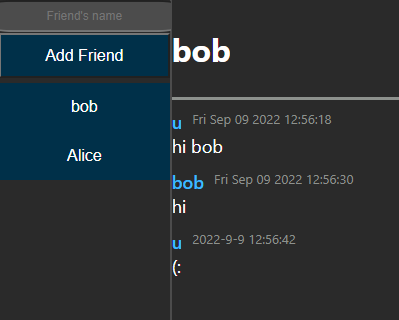 Friend's name
Add Friend
bob
Alice
bob
u Fri Sep 09 2022 12:56:18
hi bob
bob Fri Sep 09 2022 12:56:30
hi
u 2022-9-9 12:56:42
(: